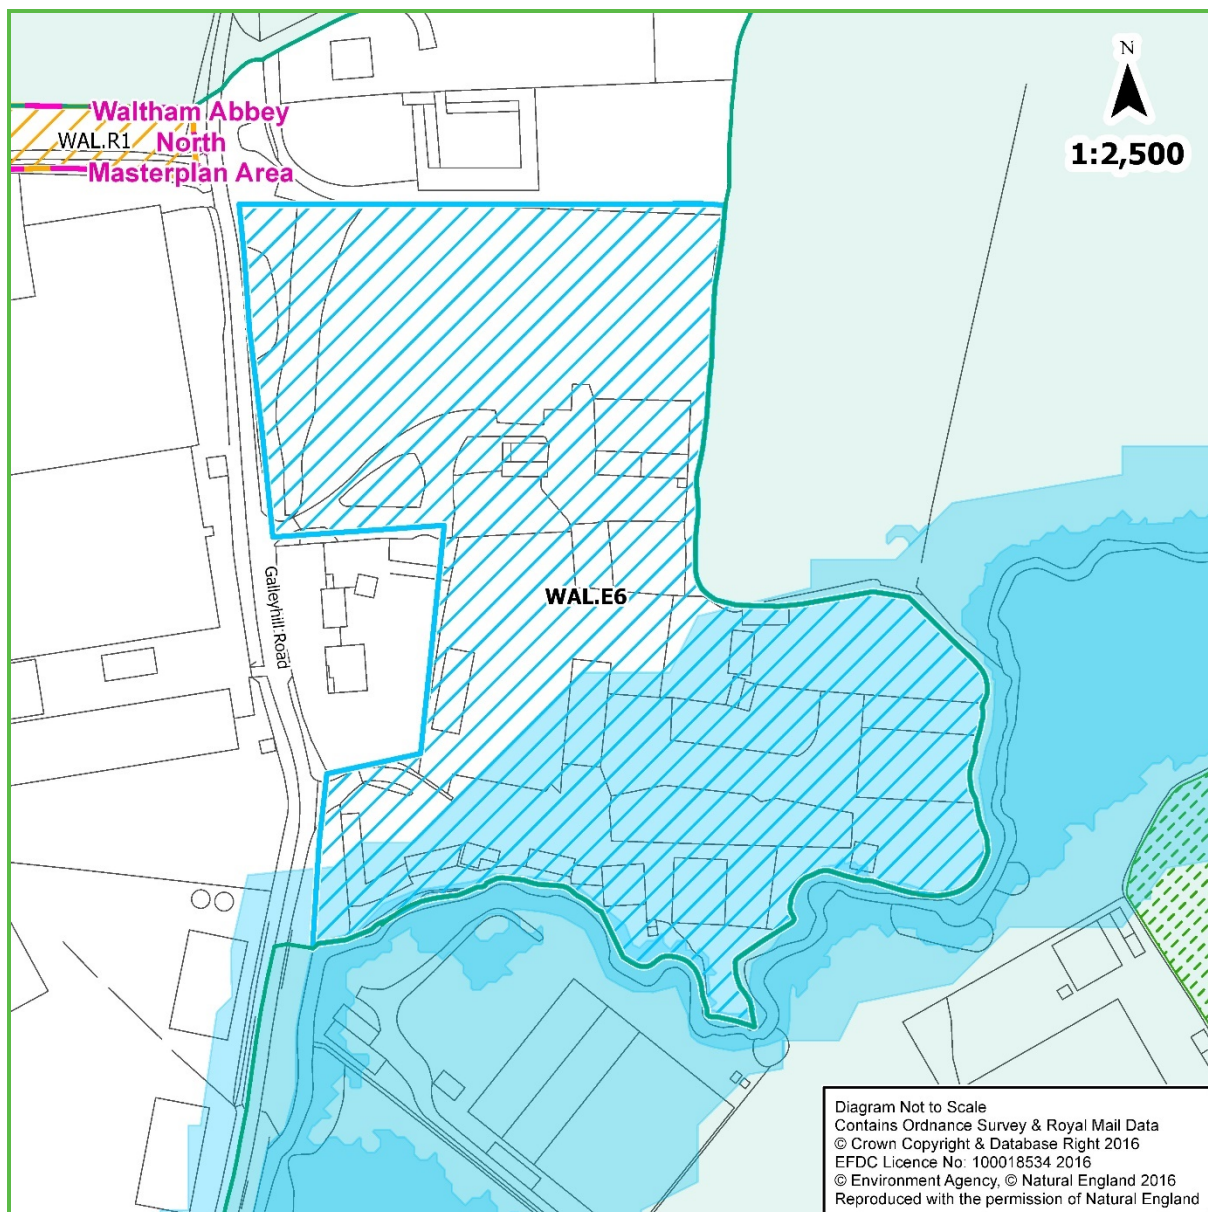 N
1:2,500
Waltham Abbey
WAL.R1 North
Masterplan Area
Galleyhill Road
WAL.E6
Diagram Not to Scale
Contains Ordnance Survey & Royal Mail Data
© Crown Copyright & Database Right 2016
EFDC Licence No: 100018534 2016
© Environment Agency, © Natural England 2016
Reproduced with the permission of Natural England